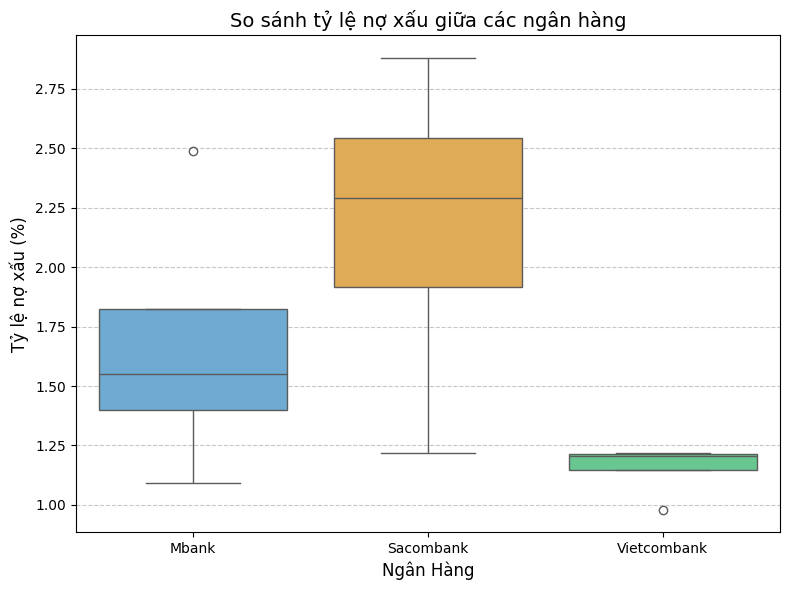 So sánh tỷ lệ nợ xấu giữa các ngân hàng
Tỷ lệ nợ xấu (%)
2.75
2.50
2.25
2.00
1.75
1.50
1.25
1.00
Mbank Sacombank Vietcombank
Ngân Hàng